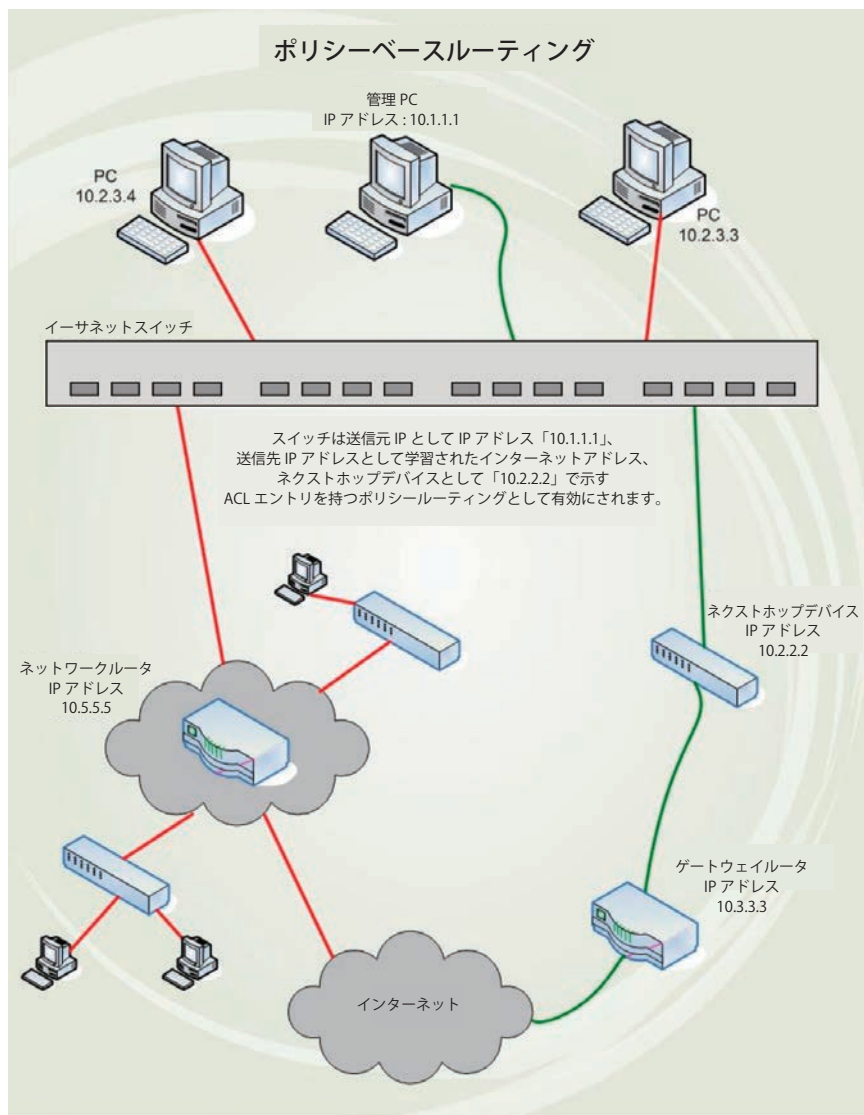 ポリシーベースルーティング
管理 PC
IP アドレス : 10.1.1.1
PC
10.2.3.4
PC
10.2.3.3
イーサネットスイッチ
スイッチは送信元 IP として IP アドレス「10.1.1.1」、
送信先 IP アドレスとして学習されたインターネットアドレス、
ネクストホップデバイスとして「10.2.2.2」で示す
ACL エントリを持つポリシールーティングとして有効にされます。
ネクストホップデバイス
IP アドレス
10.2.2.2
ネットワークルータ
IP アドレス
10.5.5.5
ゲートウェイルータ
IP アドレス
10.3.3.3
インターネット